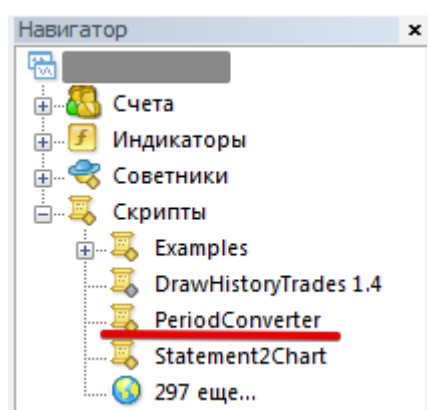 Навигатор
Счета
Индикаторы
Советники
Скрипты
Examples
DrawHistoryTrades 1.4
PeriodConverter
Statement2Chart
297 еще...